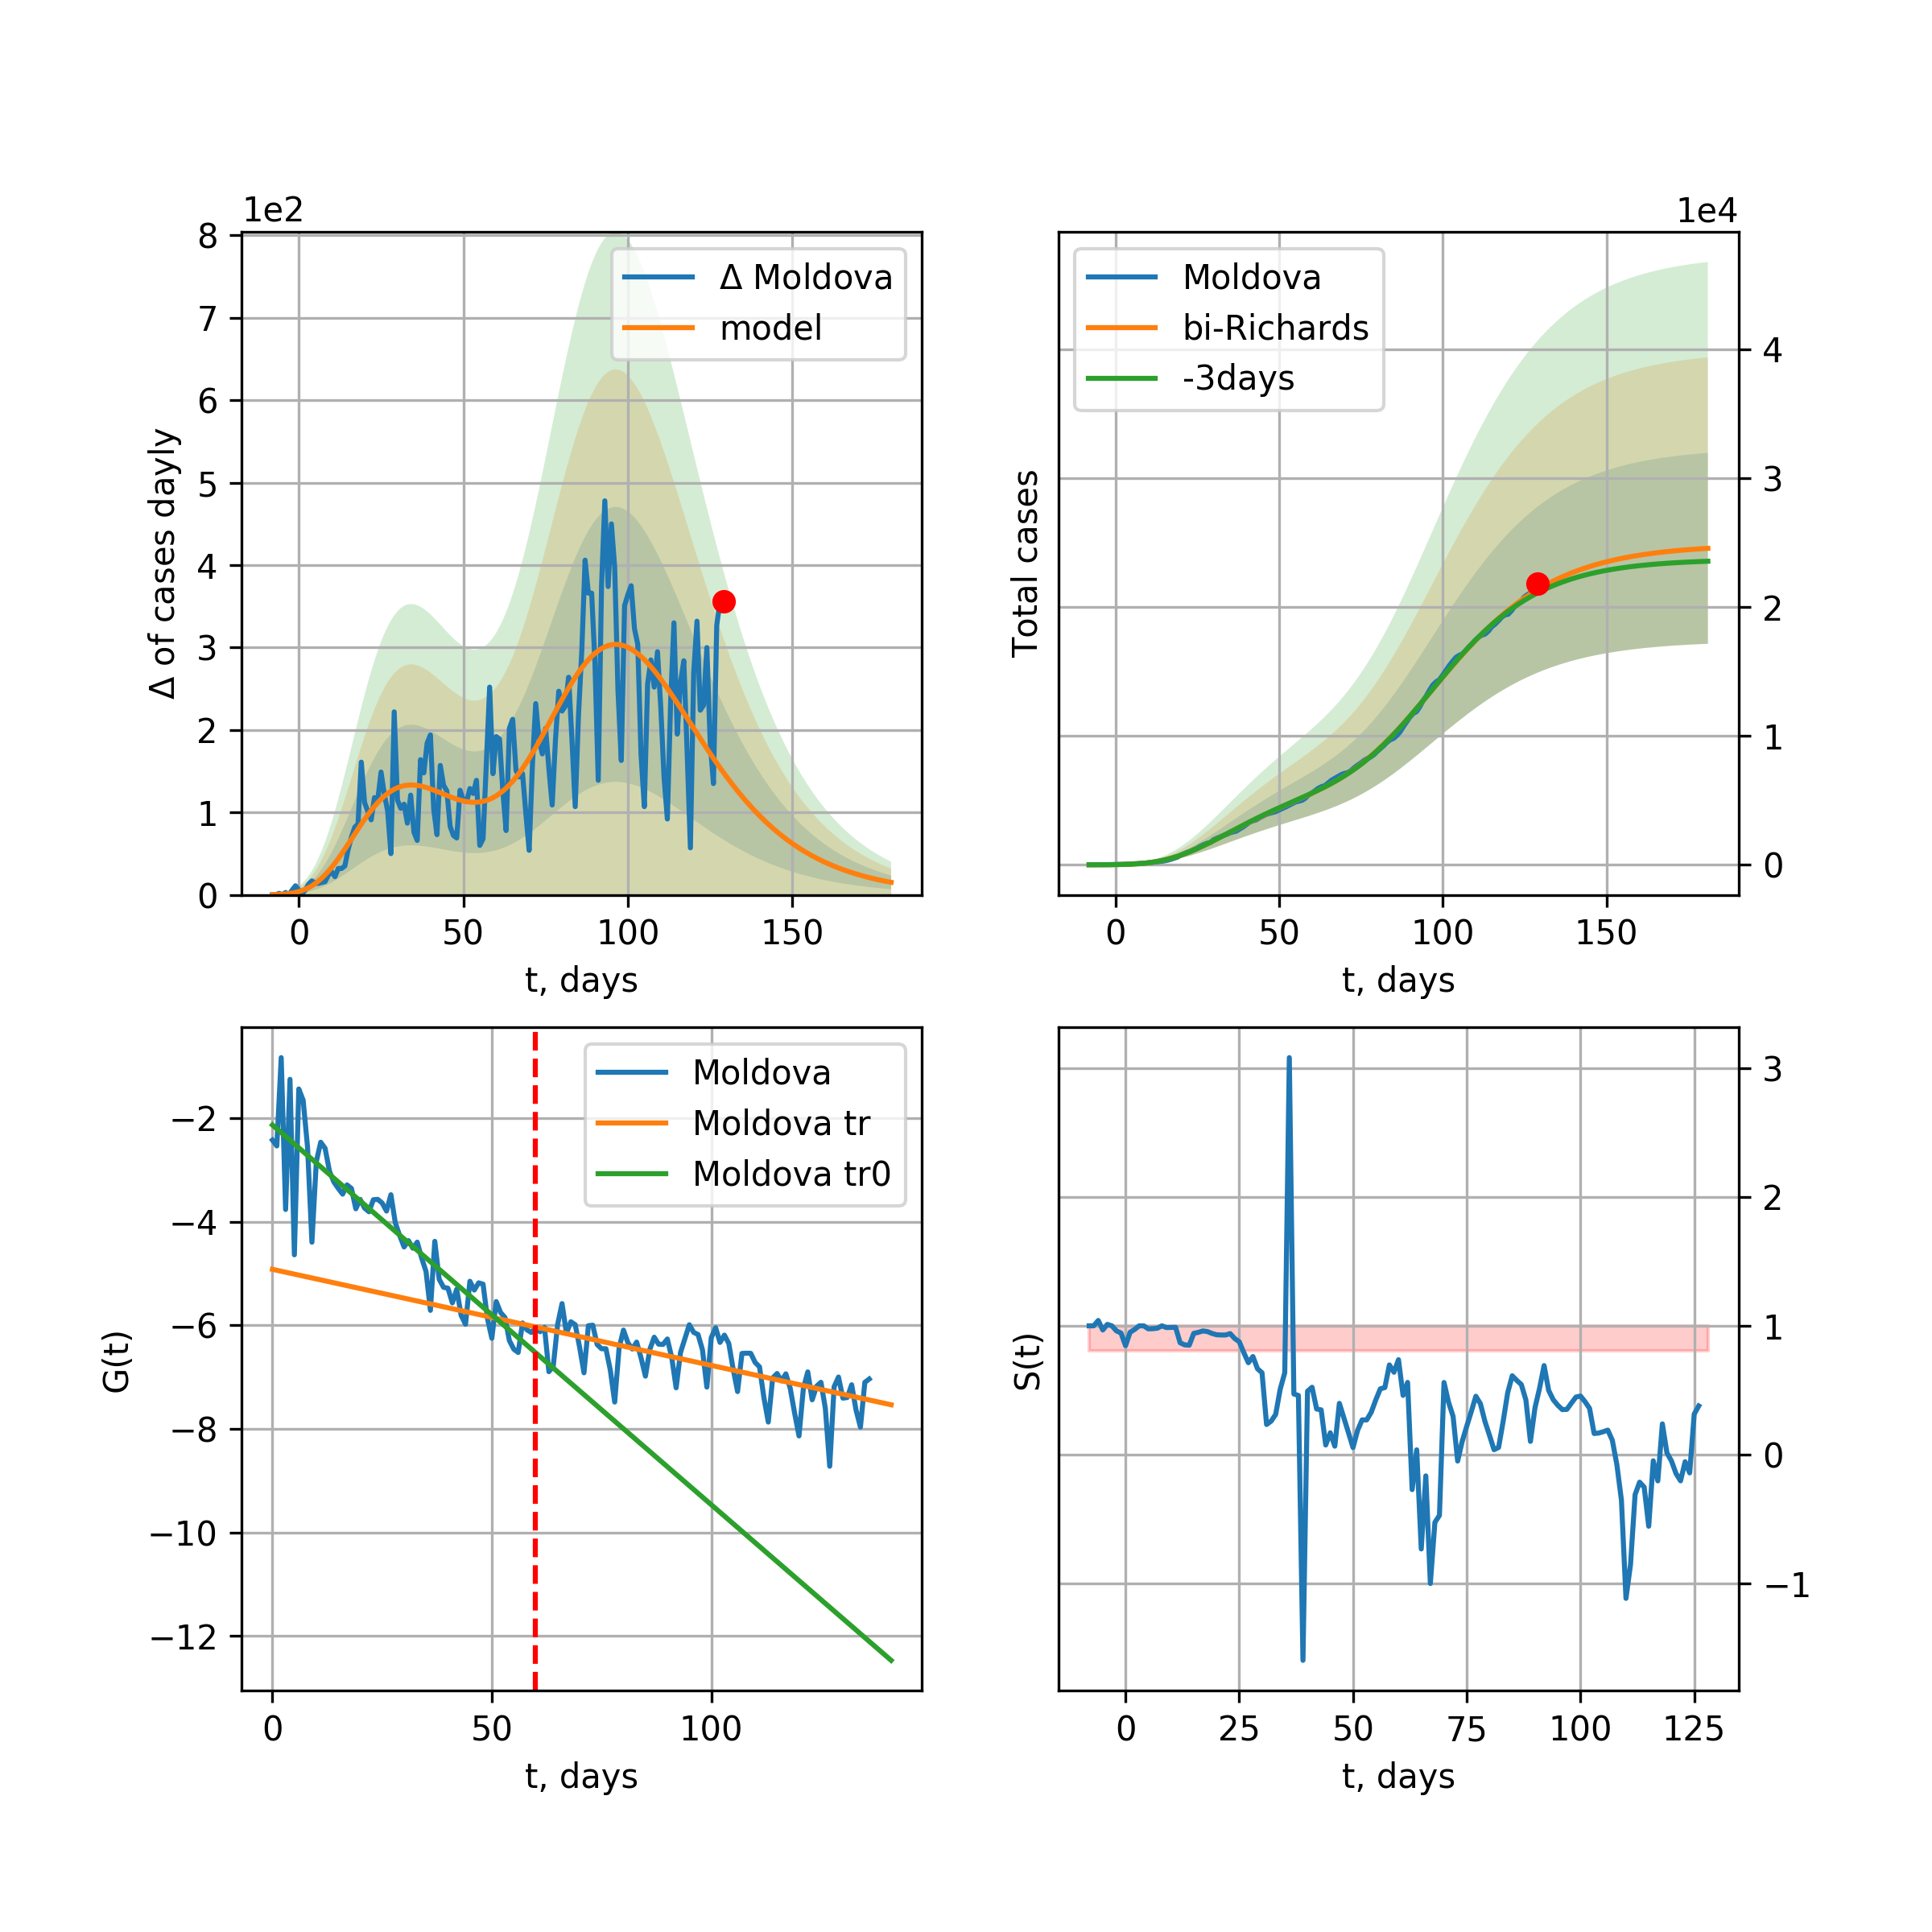 1e2
8
7
6
5
4
3
2
1
0
Δ of cases dayly
Δ Moldova
model
0 50 100 150
t, days
1e4
Total cases
Moldova
bi-Richards
-3days
4
3
2
1
0
0 50 100 150
t, days
G(t)
−2
−4
−6
−8
−10
−12
Moldova
Moldova tr
Moldova tr0
0 50 100
t, days
S(t)
3
2
1
0
−1
0 25 50 75 100 125
t, days